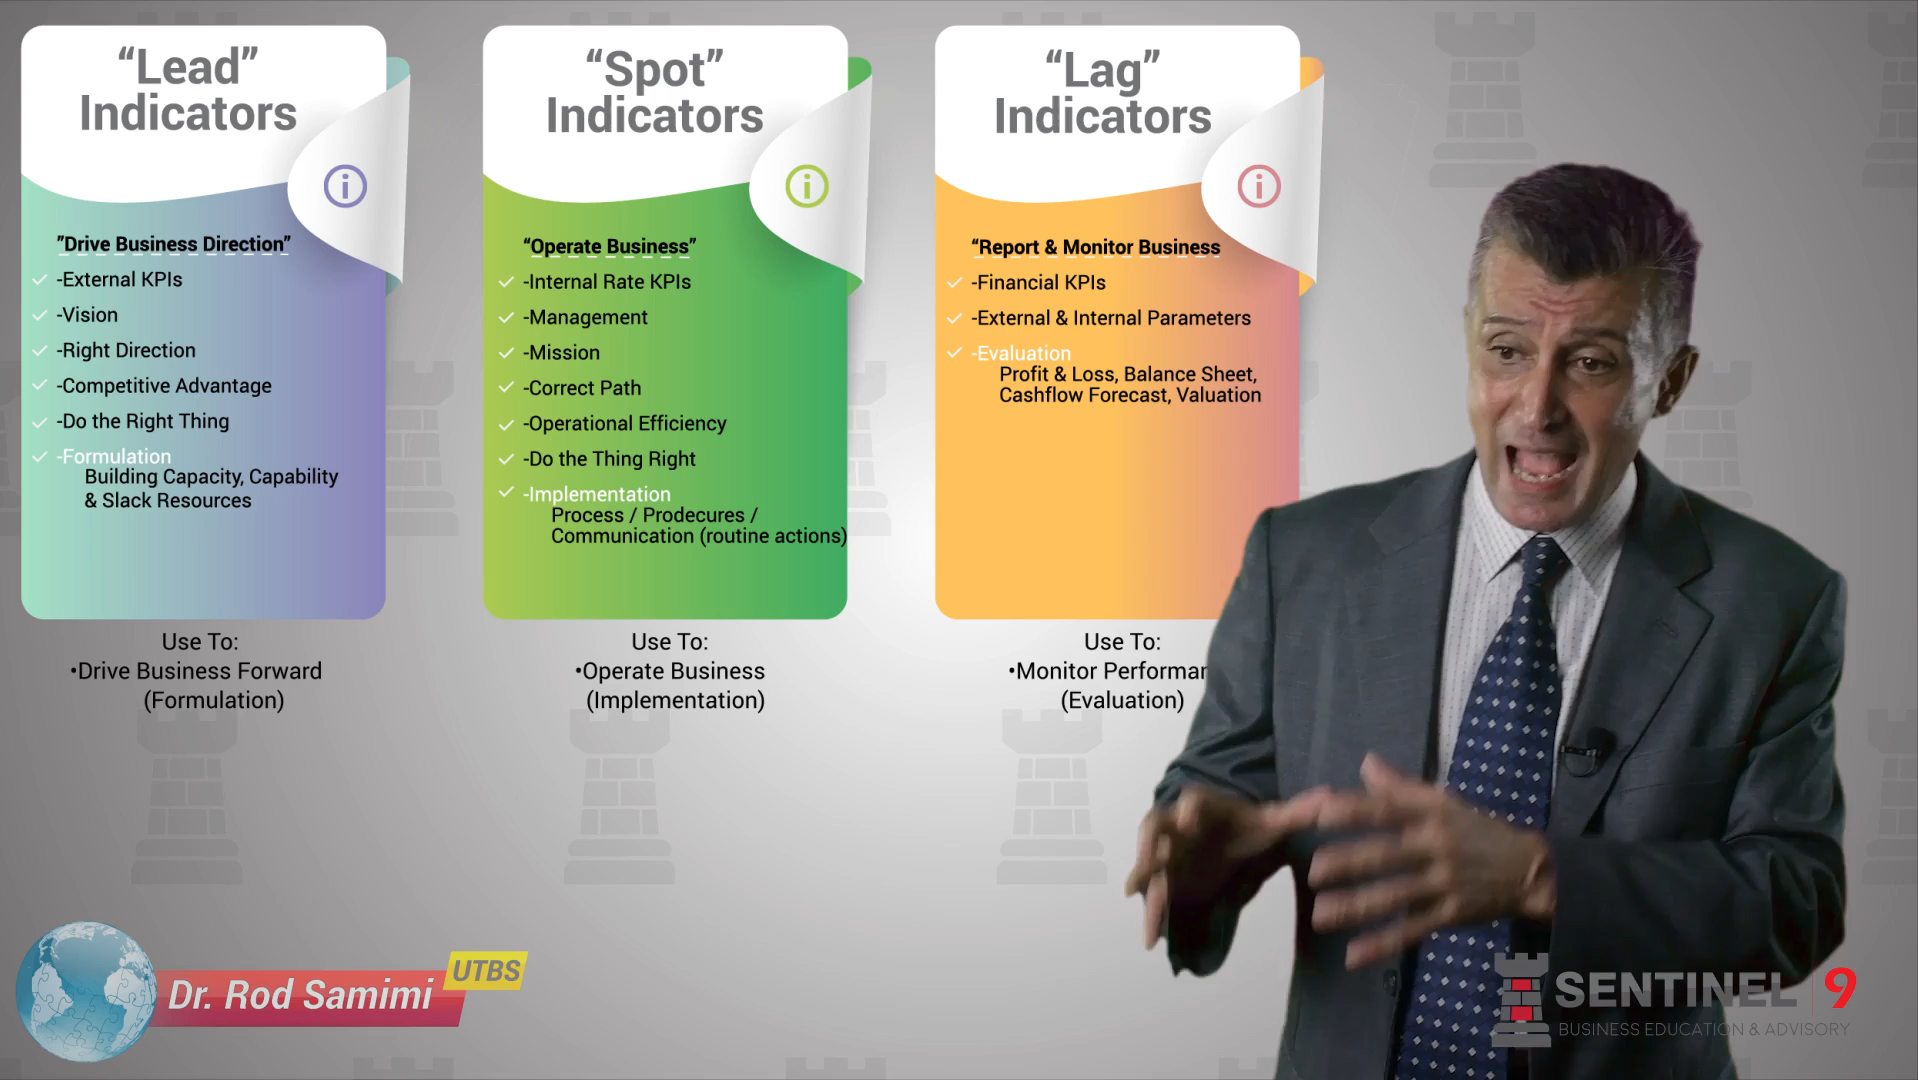 “Lead”
Indicators
”Drive Business Direction”
-External KPIs
-Vision
-Right Direction
-Competitive Advantage
-Do the Right Thing
-Formulation
Building Capacity, Capability
& Slack Resources
Use To:
•Drive Business Forward
(Formulation)
“Spot”
Indicators
“Operate Business”
-Internal Rate KPIs
-Management
-Mission
-Correct Path
-Operational Efficiency
-Do the Thing Right
-Implementation
Process / Prodecures /
Communication (routine actions)
Use To:
•Operate Business
(Implementation)
“Lag”
Indicators
“Report & Monitor Business
-Financial KPIs
-External & Internal Parameters
-Evaluation
Profit & Loss, Balance Sheet,
Cashflow Forecast, Valuation
Use To:
•Monitor Performan
(Evaluation)
Dr. Rod Samimi
UTBS
SENTINEL 9
BUSINESS EDUCATION & ADVISORY